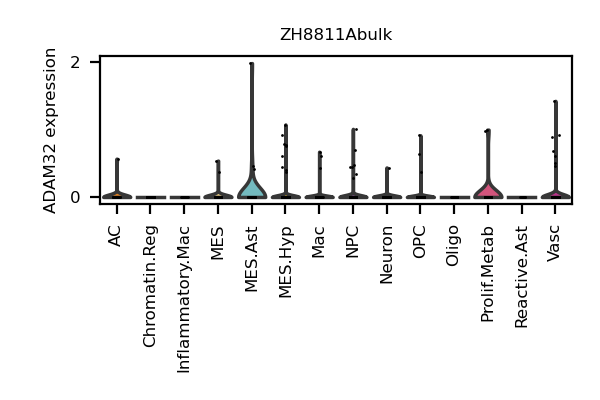 ZH8811Abulk
ADAM32 expression
2
0
AC
Chromatin.Reg
Inflammatory.Mac
MES
MES.Ast
MES.Hyp
Mac
NPC
Neuron
OPC
Oligo
Prolif.Metab
Reactive.Ast
Vasc